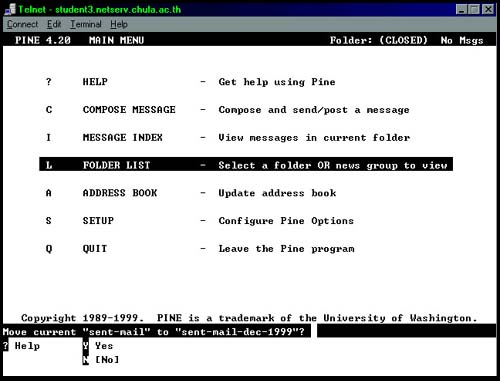 Telnet - student3.netserv.chula.ac.th
Connect Edit Terminal Help
PINE 4.20 MAIN MENU Folder: (CLOSED) No Msgs
? HELP - Get help using Pine
C COMPOSE MESSAGE - Compose and send/post a message
I MESSAGE INDEX - View messages in current folder
L FOLDER LIST - Select a folder OR news group to view
A ADDRESS BOOK - Update address book
S SETUP - Configure Pine Options
Q QUIT - Leave the Pine program
Copyright 1989-1999. PINE is a trademark of the University of Washington.
Move current "sent-mail" to "sent-mail-dec-1999"?
? Help Y Yes
N [No]